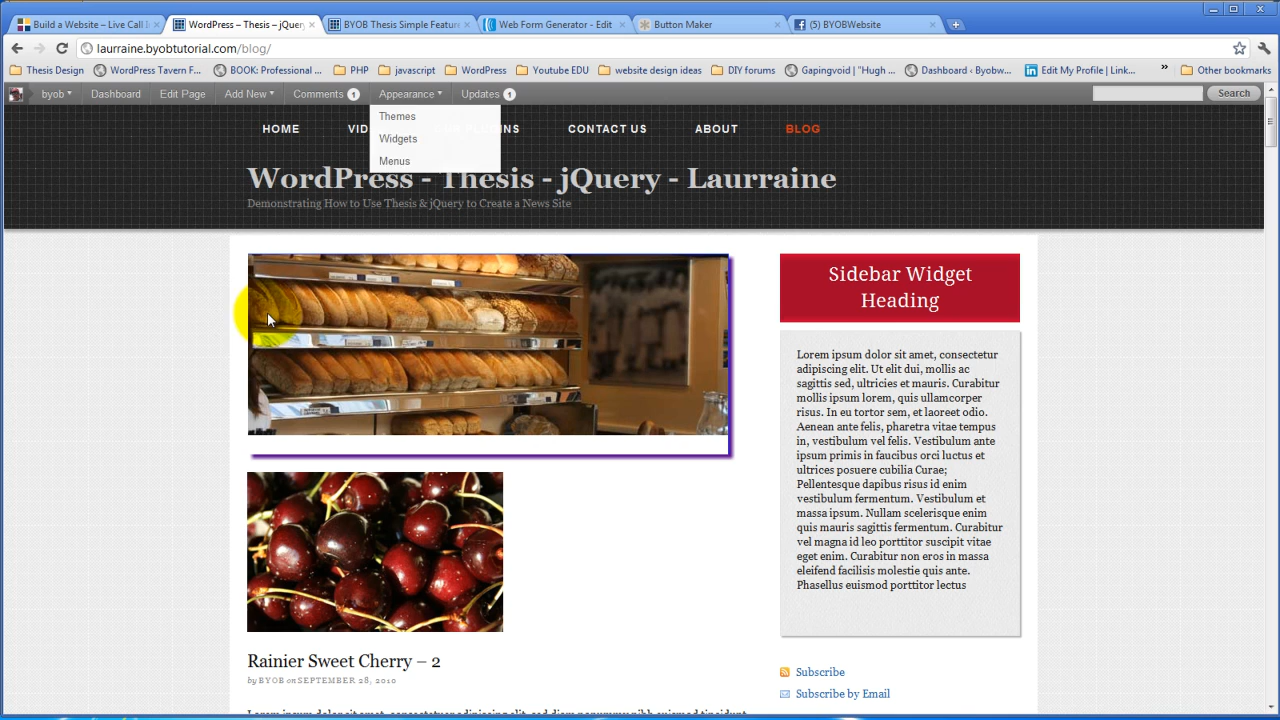 Build a Website – Live Call I
WordPress – Thesis – jQuery
BYOB Thesis Simple Featur
Web Form Generator - Edit
Button Maker
(5) BYOBWebsite
laurraine.byobtutorial.com/blog/
Thesis Design
WordPress Tavern F...
BOOK: Professional ...
PHP
javascript
WordPress
Youtube EDU
website design ideas
DIY forums
Gapingvoid | "Hugh ...
Dashboard ‹ Byobw...
Edit My Profile | Link...
»
Other bookmarks
byob
Dashboard
Edit Page
Add New
Comments 1
Appearance
Updates 1
Search
Themes
Widgets
Menus
HOME
VID
CONTACT US
ABOUT
BLOG
WordPress - Thesis - jQuery - Laurraine
Demonstrating How to Use Thesis & jQuery to Create a News Site
Sidebar Widget
Heading
Lorem ipsum dolor sit amet, consectetur
adipiscing elit. Ut elit dui, mollis ac
sagittis sed, ultricies et mauris. Curabitur
mollis ipsum lorem, quis ullamcorper
risus. In eu tortor sem, et laoreet odio.
Aenean ante felis, pharetra vitae tempus
in, vestibulum vel felis. Vestibulum ante
ipsum primis in faucibus orci luctus et
ultrices posuere cubilia Curae;
Pellentesque dapibus risus id enim
vestibulum fermentum. Vestibulum et
massa ipsum. Nullam scelerisque enim
quis mauris sagittis fermentum. Curabitur
vel magna id leo porttitor suscipit vitae
eget enim. Curabitur non eros in massa
eleifend facilisis molestie quis ante.
Phasellus euismod porttitor lectus
Rainier Sweet Cherry – 2
by BYOB on SEPTEMBER 28, 2010
Subscribe
Subscribe by Email